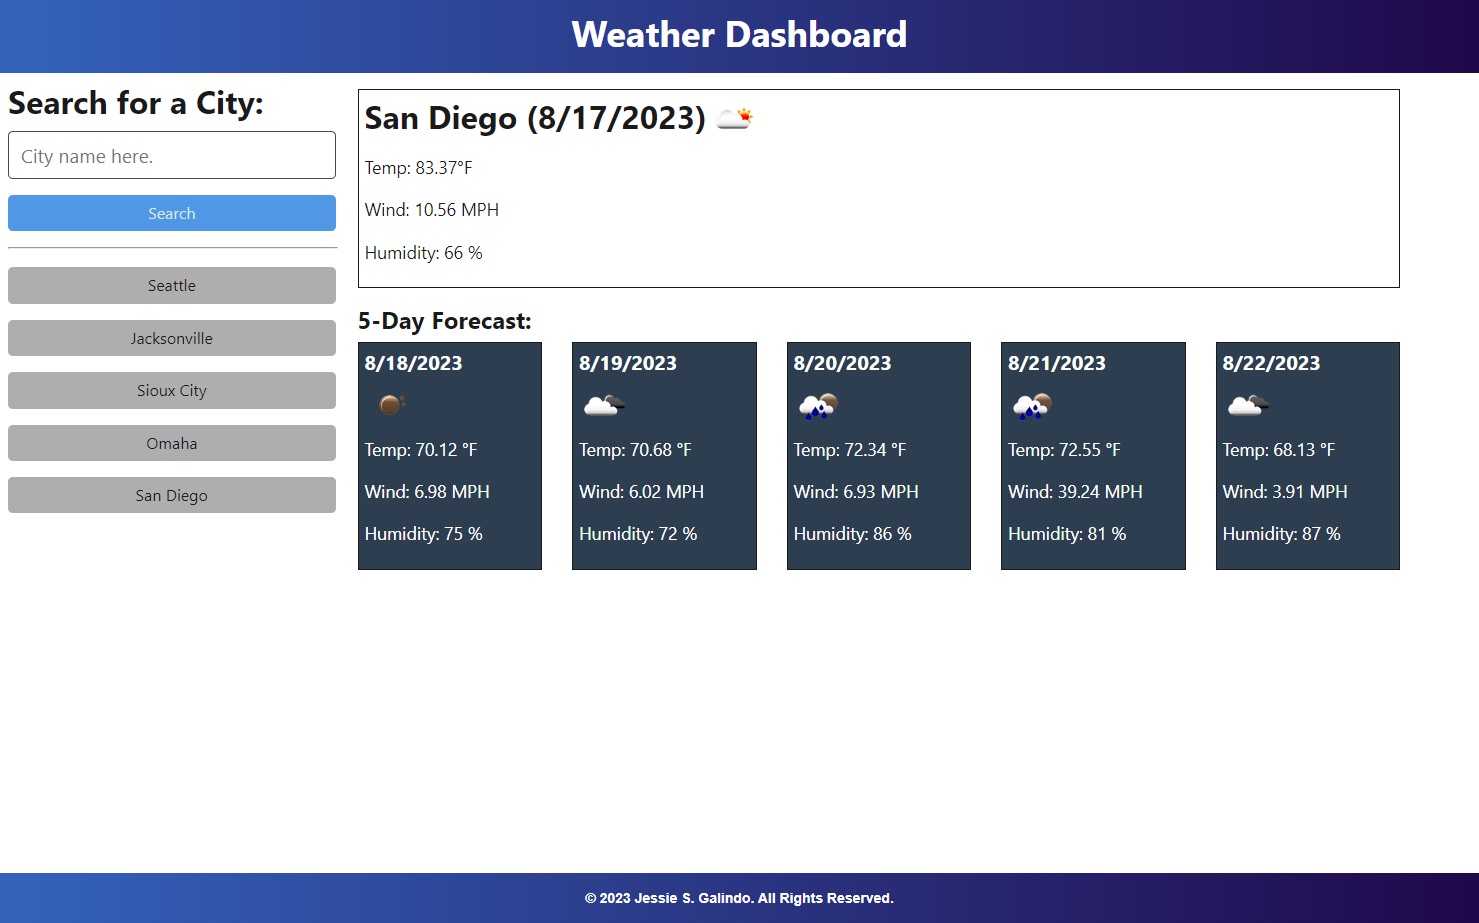 Weather Dashboard
Search for a City:
City name here.
Search
Seattle
Jacksonville
Sioux City
Omaha
San Diego
San Diego (8/17/2023)
Temp: 83.37°F
Wind: 10.56 MPH
Humidity: 66 %
5-Day Forecast:
8/18/2023
Temp: 70.12 °F
Wind: 6.98 MPH
Humidity: 75 %
8/19/2023
Temp: 70.68 °F
Wind: 6.02 MPH
Humidity: 72 %
8/20/2023
Temp: 72.34 °F
Wind: 6.93 MPH
Humidity: 86 %
8/21/2023
Temp: 72.55 °F
Wind: 39.24 MPH
Humidity: 81 %
8/22/2023
Temp: 68.13 °F
Wind: 3.91 MPH
Humidity: 87 %
© 2023 Jessie S. Galindo. All Rights Reserved.